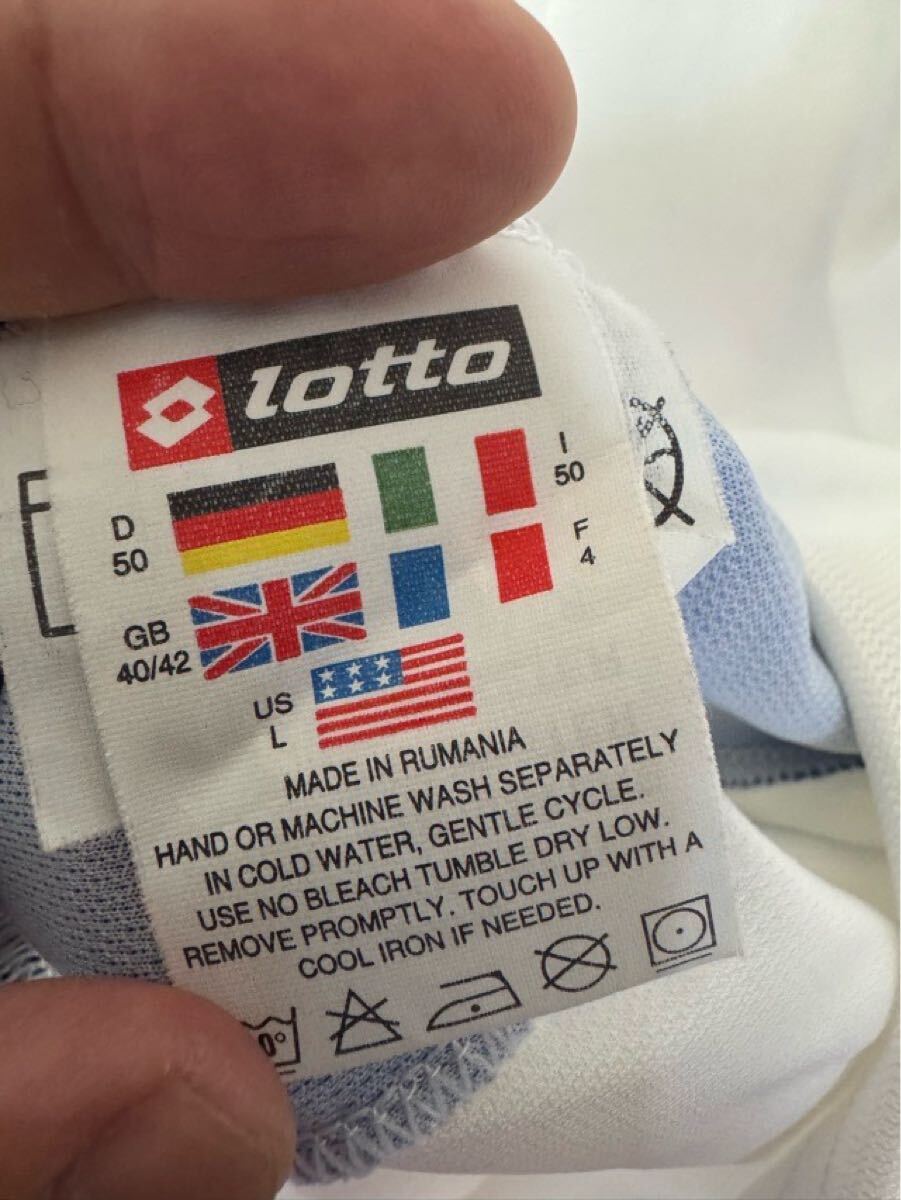 lotto
D
50
I
50
GB
40/42
F
4
US
L
MADE IN RUMANIA
HAND OR MACHINE WASH SEPARATELY
IN COLD WATER, GENTLE CYCLE.
USE NO BLEACH TUMBLE DRY LOW.
REMOVE PROMPTLY. TOUCH UP WITH A
COOL IRON IF NEEDED.